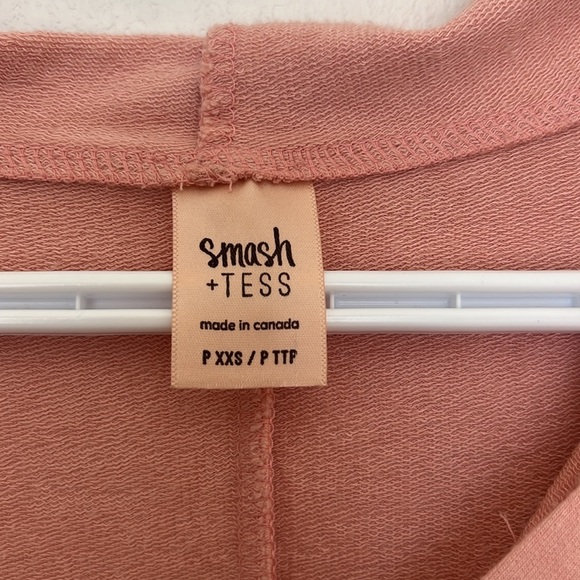 smash
+TESS
made in canada
P XXS / P TTP